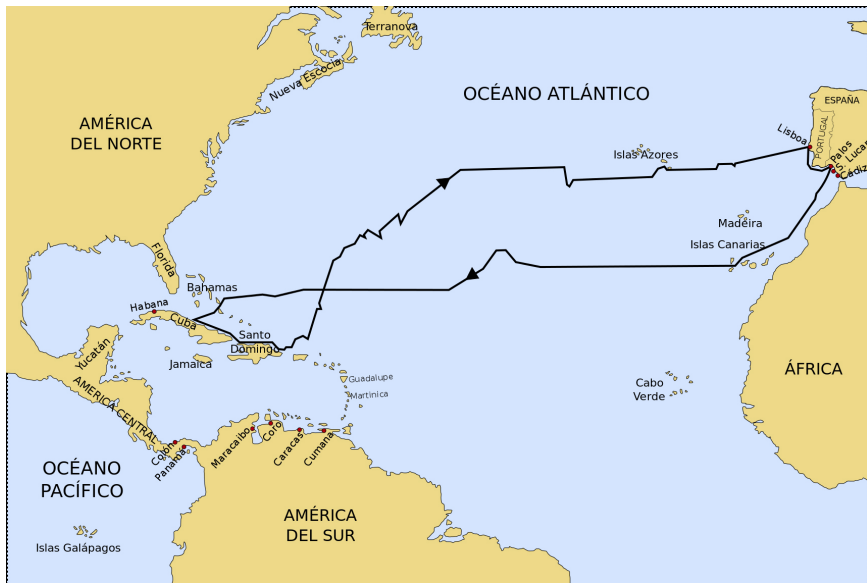 Terranova
Nueva Escocia
OCÉANO ATLÁNTICO
AMÉRICA
DEL NORTE
ESPAÑA
PORTUGAL
Lisboa
Palos
S. Lucar
Cádiz
Islas Azores
Madeira
Islas Canarias
Florida
Bahamas
Habana
Cuba
Santo
Domingo
Jamaica
Yucatán
Guadalupe
Martinica
AMERICA CENTRAL
Cabo
Verde
ÁFRICA
Colón
Panamá
Maracaibo
Coro
Caracas
Cumana
OCÉANO
PACÍFICO
AMÉRICA
DEL SUR
Islas Galápagos